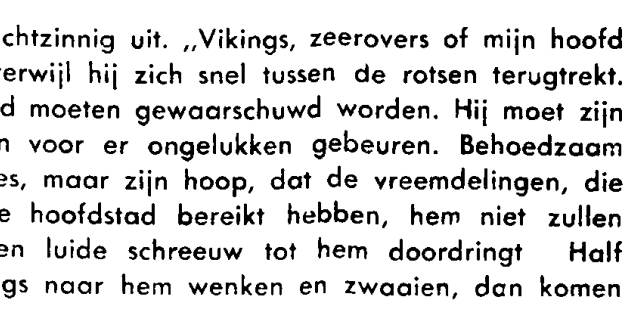 chtzinnig uit. „Vikings, zeerovers of mijn hoofd
terwijl hij zich snel tussen de rotsen terugtrekt.
d moeten gewaarschuwd worden. Hij moet zijn
n voor er ongelukken gebeuren. Behoedzaam
es, maar zijn hoop, dat de vreemdelingen, die
e hoofdstad bereikt hebben, hem niet zullen
en luide schreeuw tot hem doordringt Half
gs naar hem wenken en zwaaien, dan komen